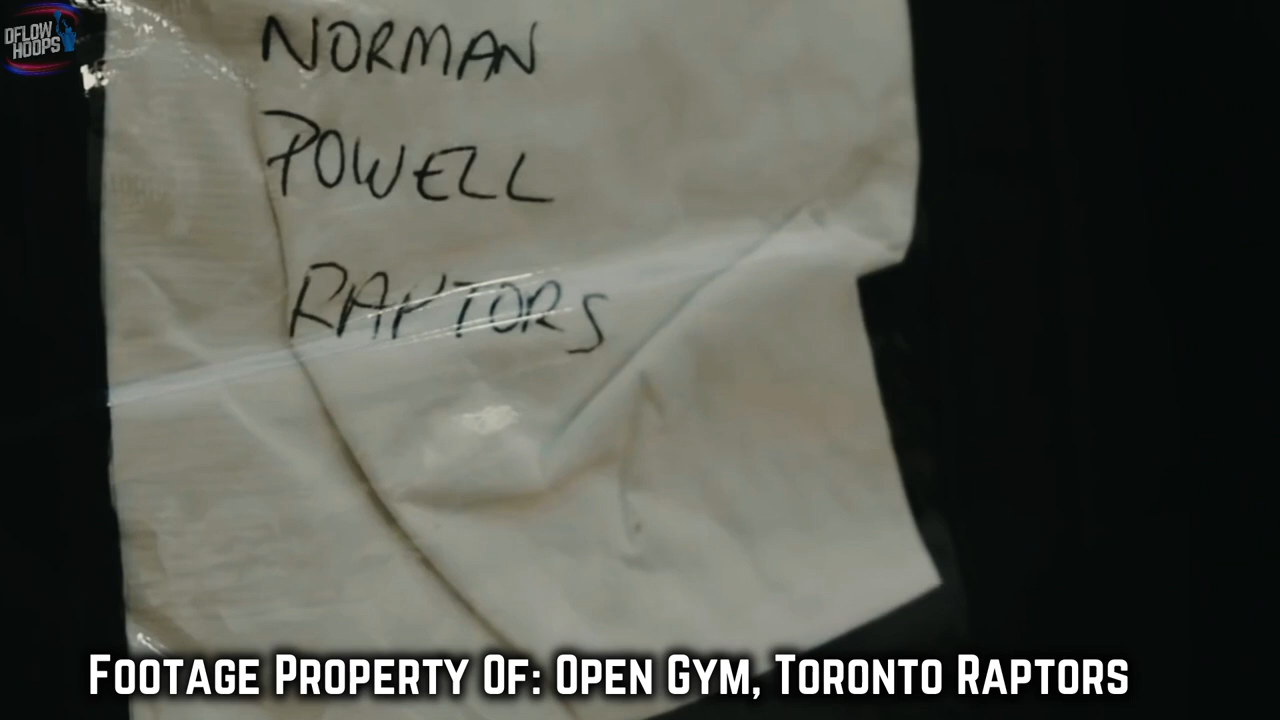 DFLOW
HOOPS
NORMAN
POWELL
RAPTORS
Footage Property Of: Open Gym, Toronto Raptors